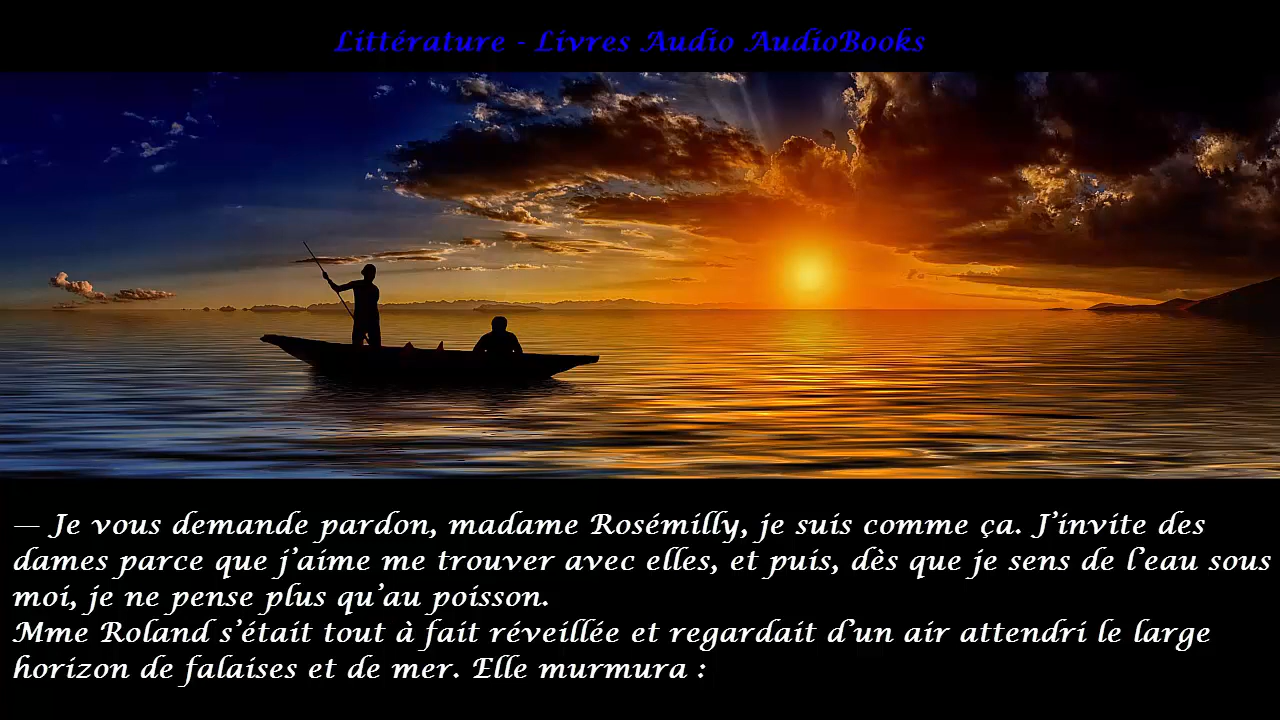 Littérature - Livres Audio AudioBooks
— Je vous demande pardon, madame Rosémilly, je suis comme ça. J’invite des
dames parce que j’aime me trouver avec elles, et puis, dès que je sens de l’eau sous
moi, je ne pense plus qu’au poisson.
Mme Roland s’était tout à fait réveillée et regardait d’un air attendri le large
horizon de falaises et de mer. Elle murmura :